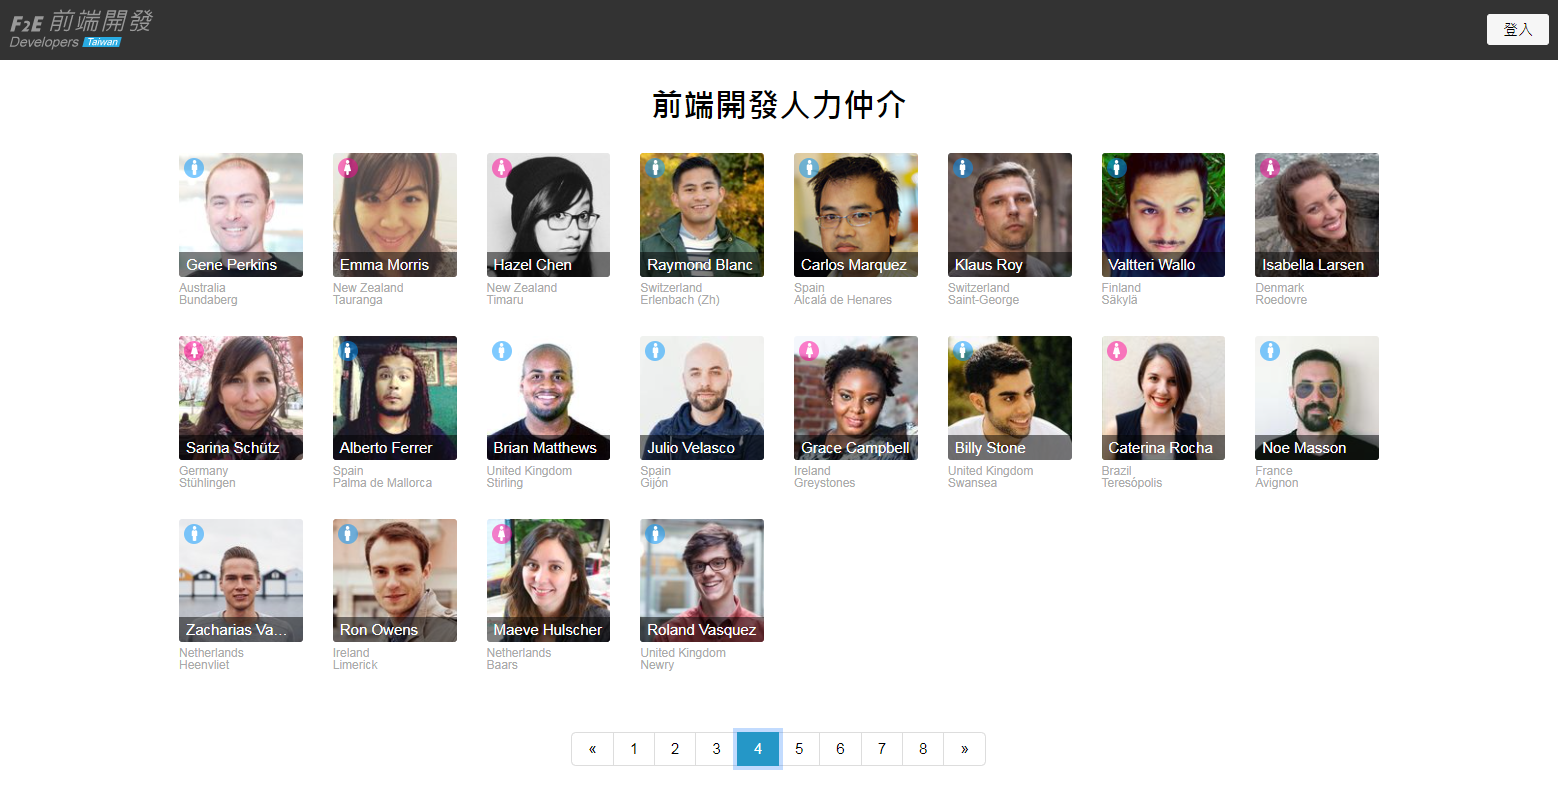 F2E 前端開發
Developers Taiwan
登入
前端開發人力仲介
Gene Perkins
Australia
Bundaberg
Emma Morris
New Zealand
Tauranga
Hazel Chen
New Zealand
Timaru
Raymond Blanc
Switzerland
Erlenbach (Zh)
Carlos Marquez
Spain
Alcalá de Henares
Klaus Roy
Switzerland
Saint-George
Valtteri Wallo
Finland
Säkylä
Isabella Larsen
Denmark
Roedovre
Sarina Schütz
Germany
Stühlingen
Alberto Ferrer
Spain
Palma de Mallorca
Brian Matthews
United Kingdom
Stirling
Julio Velasco
Spain
Gijón
Grace Campbell
Ireland
Greystones
Billy Stone
United Kingdom
Swansea
Caterina Rocha
Brazil
Teresópolis
Noe Masson
France
Avignon
Zacharias Va...
Netherlands
Heenvliet
Ron Owens
Ireland
Limerick
Maeve Hulscher
Netherlands
Baars
Roland Vasquez
United Kingdom
Newry
« 1 2 3 4 5 6 7 8 »